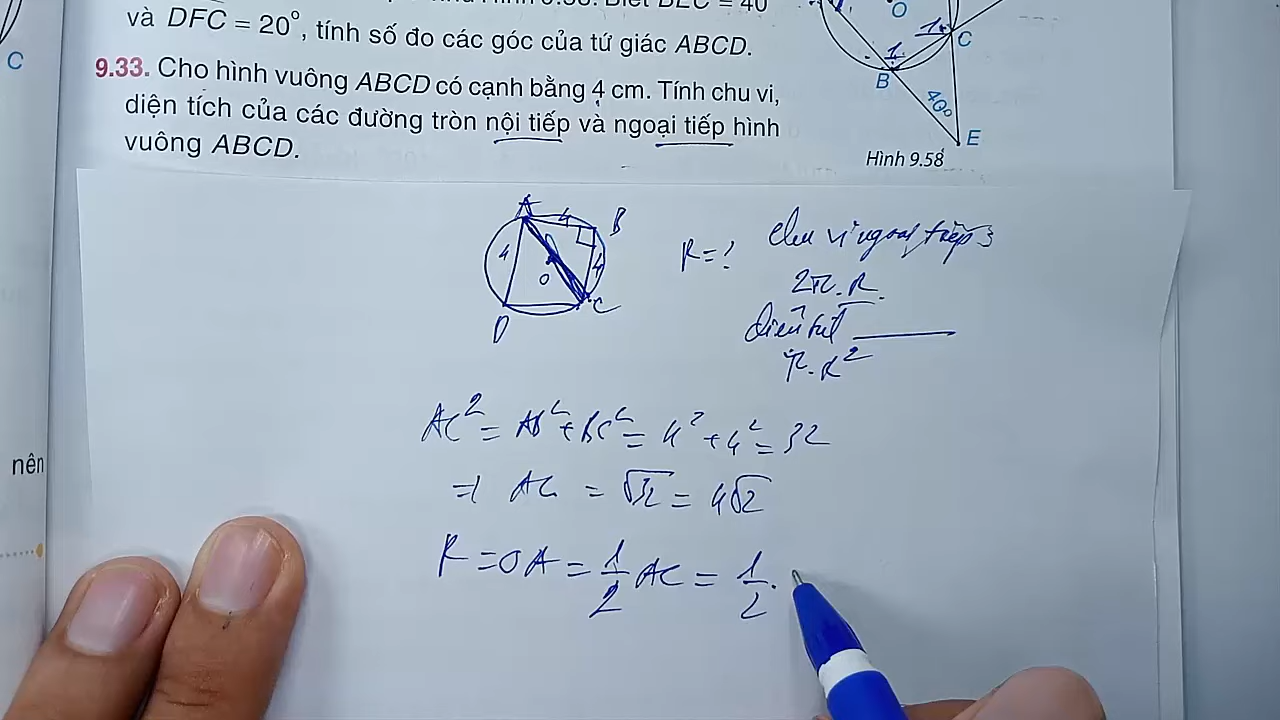 và DFC = 20°, tính số đo các góc của tứ giác ABCD.
9.33. Cho hình vuông ABCD có cạnh bằng 4 cm. Tính chu vi,
diện tích của các đường tròn nội tiếp và ngoại tiếp hình
vuông ABCD.
O
1
C
1
B
40°
E
Hình 9.58
C
nên
A
4
B
4
4
O
D
C
R = ?
chu vi ngoại tiếp
2π.R
diện tích
π.R²
AC² = AB² + BC² = 4² + 4² = 32
⇒ AC = √32 = 4√2
R = OA = 1/2 AC = 1/2 .